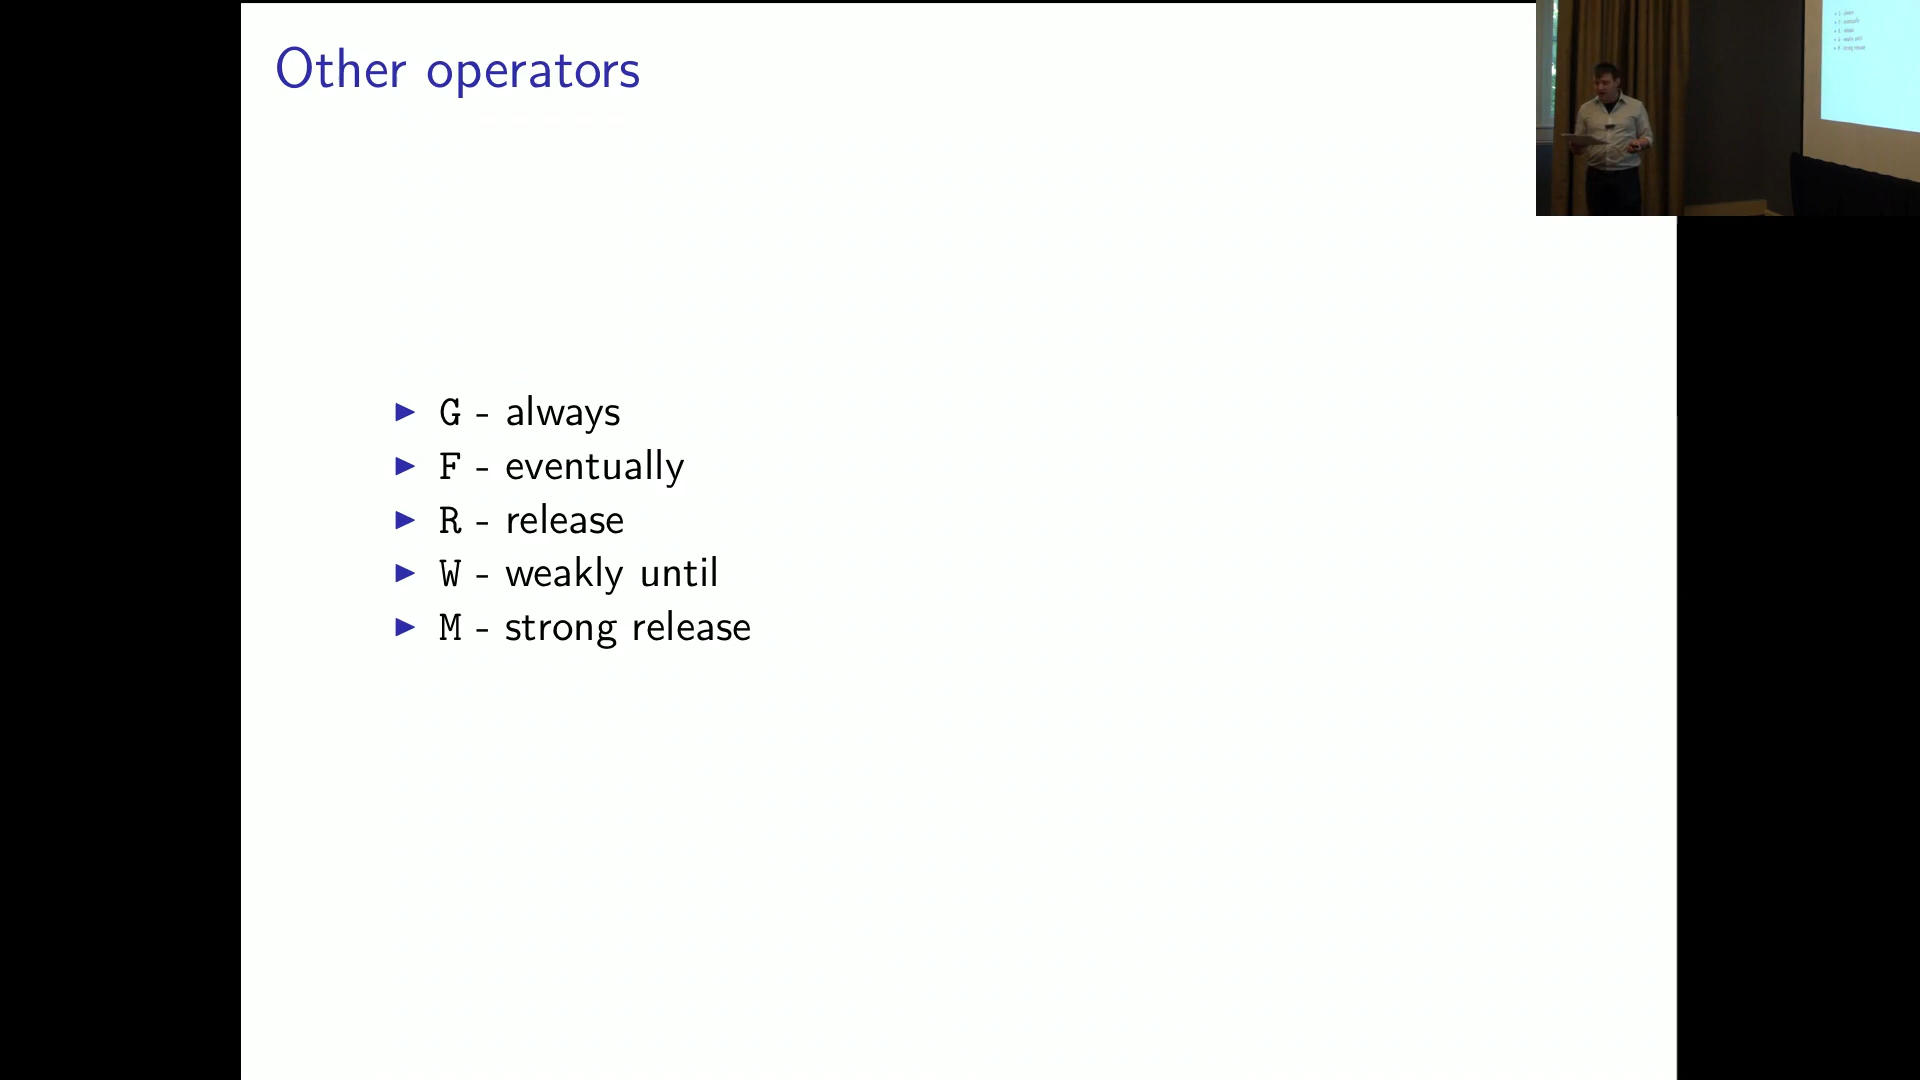 Other operators
▶ G - always
▶ F - eventually
▶ R - release
▶ W - weakly until
▶ M - strong release